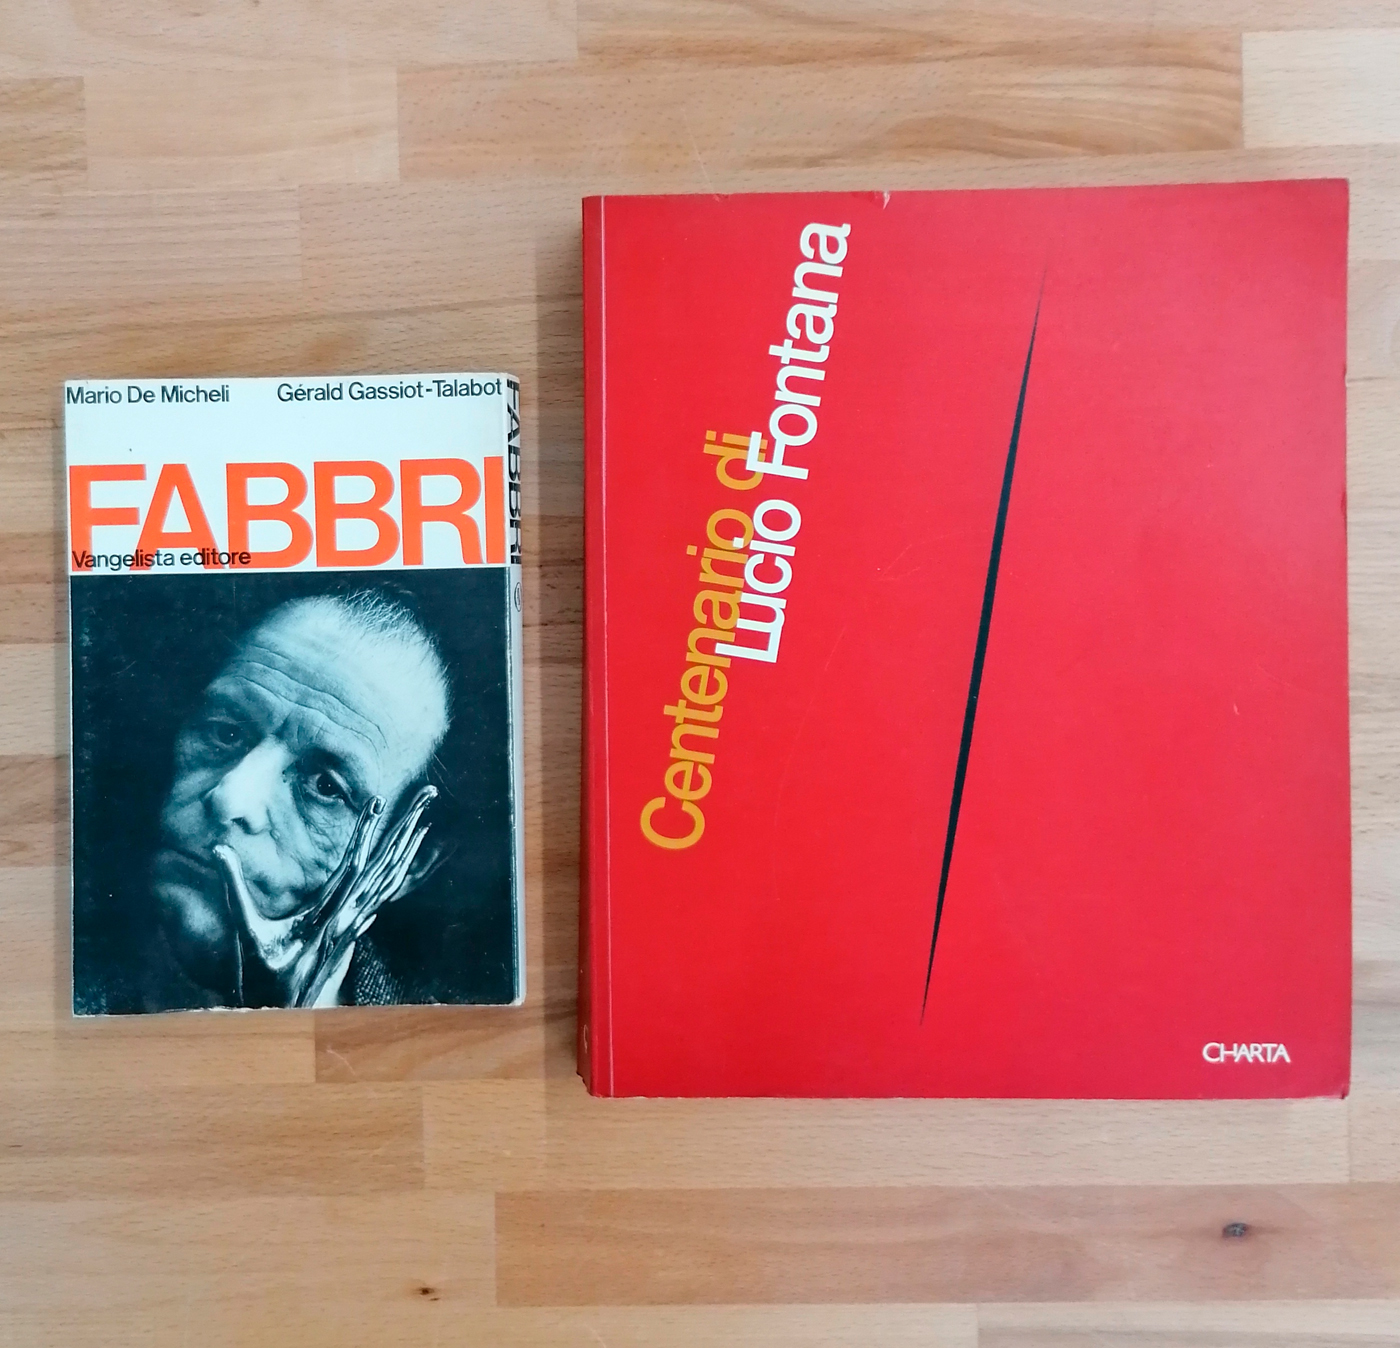 Mario De Micheli Gérald Gassiot-Talabot
FABBRI
Vangelista editore
FABBRI
Centenario di
Lucio Fontana
CHARTA